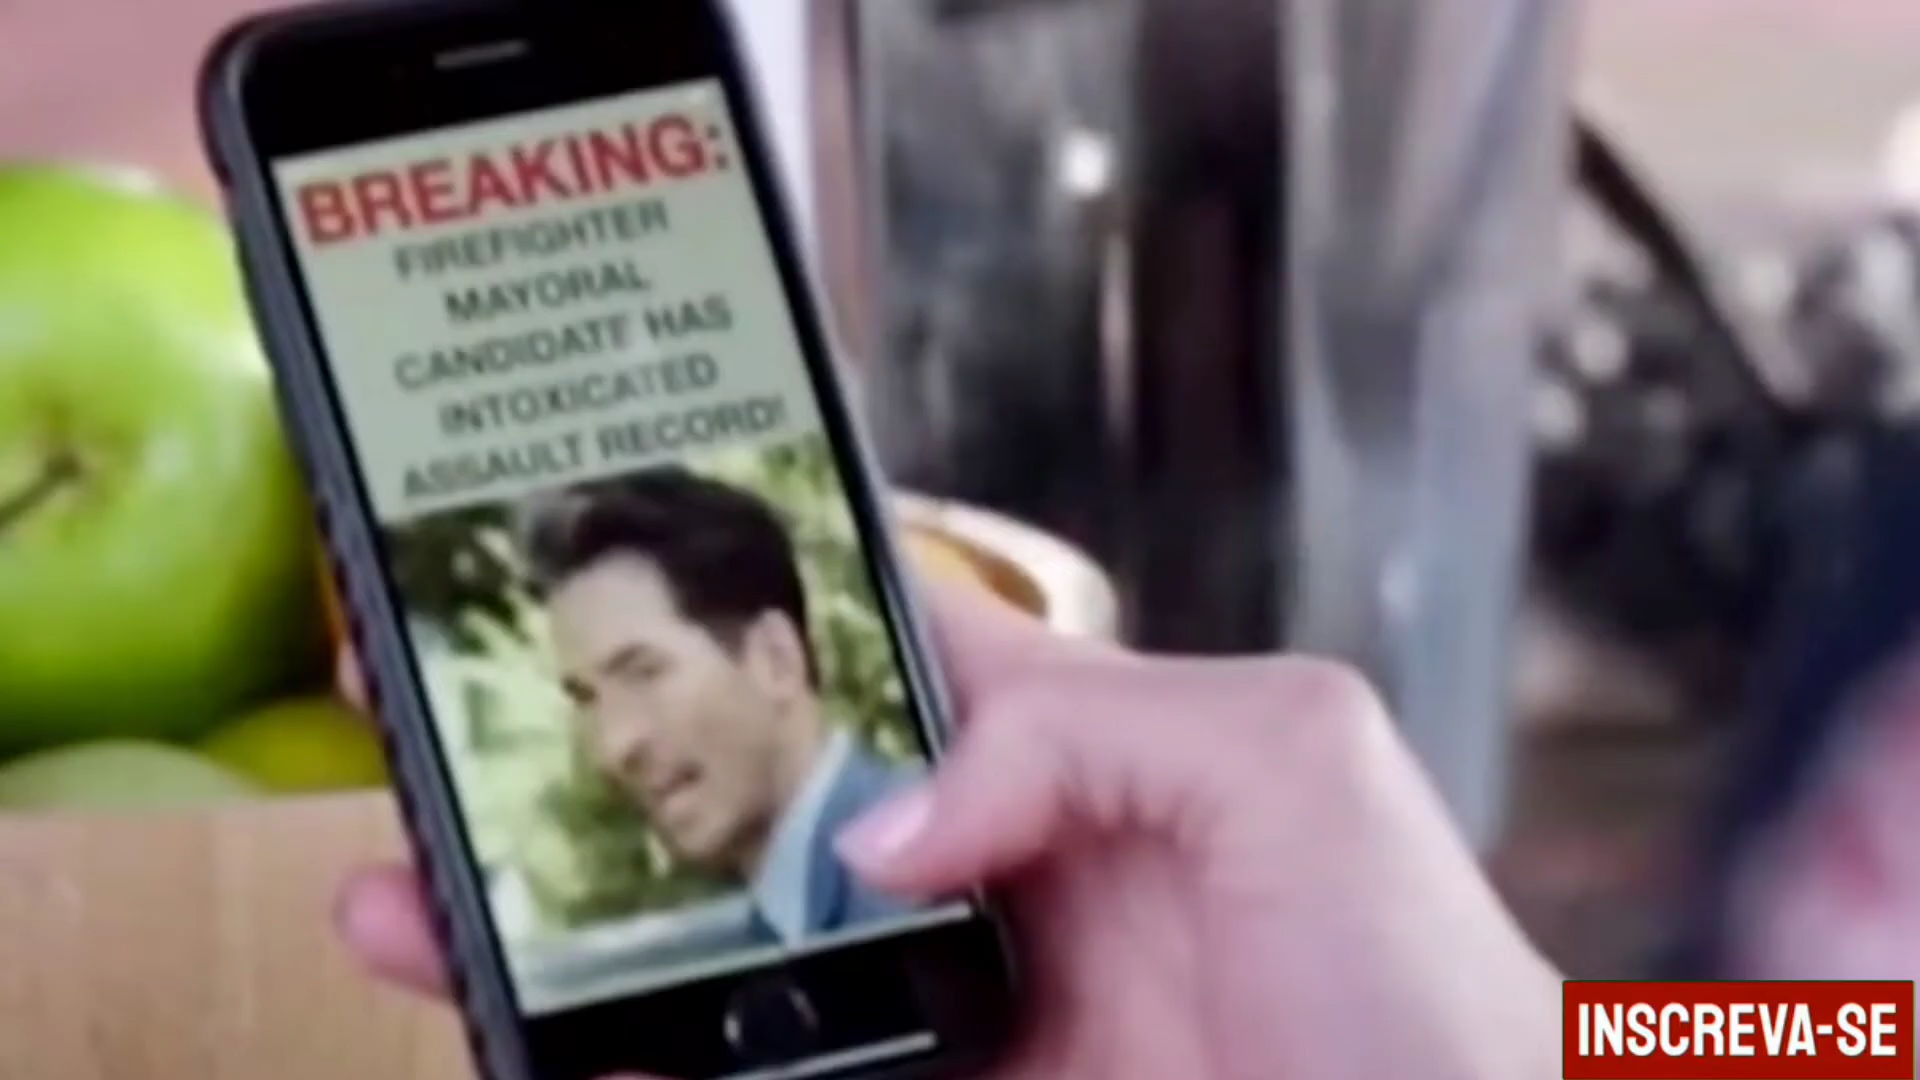 BREAKING:
FIREFIGHTER
MAYORAL
CANDIDATE HAS
INTOXICATED
ASSAULT RECORD!
INSCREVA-SE